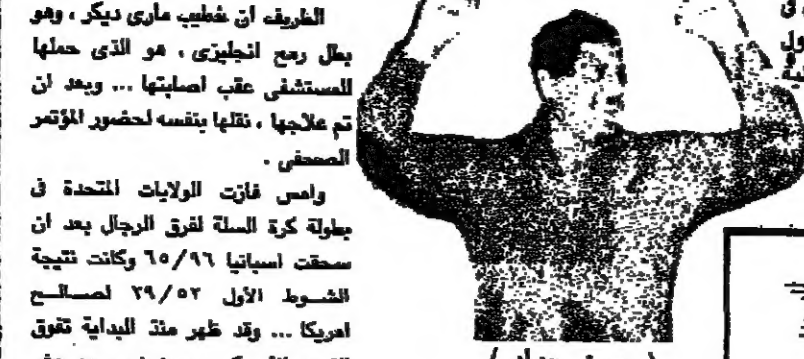 الطريف ان خطيب مارى ديكر ، وهو
بطل رمح انجليزى ، هو الذى حملها
للمستشفى عقب اصابتها ... وبعد ان
تم علاجها ، نقلها بنفسه لحضور المؤتمر
الصحفى .
وامس فازت الولايات المتحدة فى
بطولة كرة السلة لفرق الرجال بعد ان
سحقت اسبانيا ٦٥/٩٦ وكانت نتيجة
الشــوط الأول ٢٩/٥٢ لصــالــح
امريكا ... وقد ظهر منذ البداية تفوق